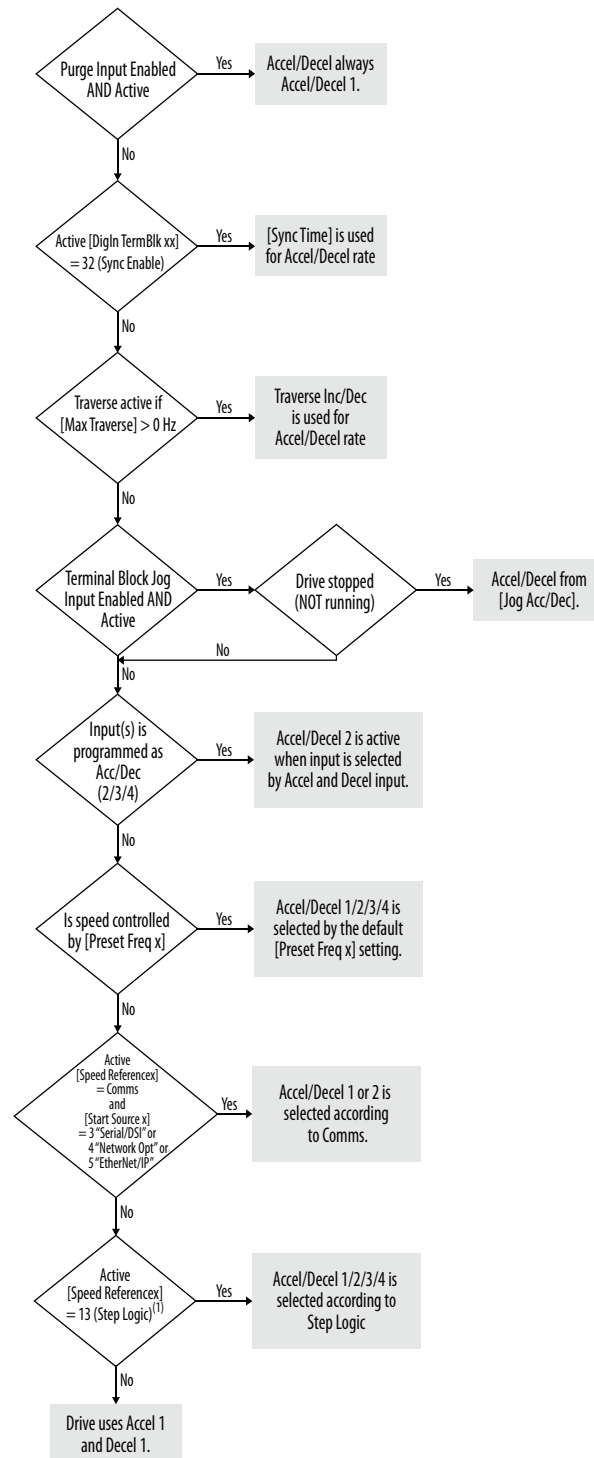 Purge Input Enabled
AND Active
Yes
Accel/Decel always
Accel/Decel 1.
No
Active [DigIn TermBlk xx]
= 32 (Sync Enable)
Yes
[Sync Time] is used
for Accel/Decel rate
No
Traverse active if
[Max Traverse] > 0 Hz
Yes
Traverse Inc/Dec
is used for
Accel/Decel rate
No
Terminal Block Jog
Input Enabled AND
Active
Yes
Drive stopped
(NOT running)
Yes
Accel/Decel from
[Jog Acc/Dec].
No
No
Input(s) is
programmed as
Acc/Dec
(2/3/4)
Yes
Accel/Decel 2 is active
when input is selected
by Accel and Decel input.
No
Is speed controlled
by [Preset Freq x]
Yes
Accel/Decel 1/2/3/4 is
selected by the default
[Preset Freq x] setting.
No
Active
[Speed Referencex]
= Comms
and
[Start Source x]
= 3 "Serial/DSI" or
4 "Network Opt" or
5 "EtherNet/IP"
Yes
Accel/Decel 1 or 2 is
selected according
to Comms.
No
Active
[Speed Referencex]
= 13 (Step Logic)(1)
Yes
Accel/Decel 1/2/3/4 is
selected according to
Step Logic
No
Drive uses Accel 1
and Decel 1.